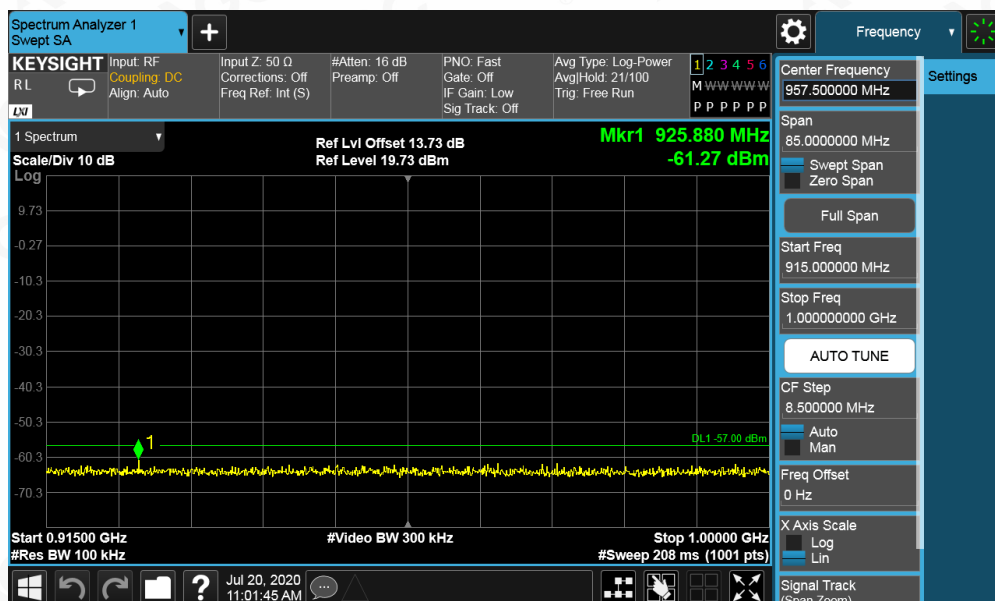 Spectrum Analyzer 1
Swept SA
+
Frequency
KEYSIGHT
R L
LXI
Input: RF
Coupling: DC
Align: Auto
Input Z: 50 Ω
Corrections: Off
Freq Ref: Int (S)
#Atten: 16 dB
Preamp: Off
PNO: Fast
Gate: Off
IF Gain: Low
Sig Track: Off
Avg Type: Log-Power
Avg|Hold: 21/100
Trig: Free Run
1 2 3 4 5 6
M W W W W W
P P P P P P
Center Frequency
957.500000 MHz
Settings
Span
85.0000000 MHz
Swept Span
Zero Span
Full Span
Start Freq
915.000000 MHz
Stop Freq
1.000000000 GHz
AUTO TUNE
CF Step
8.500000 MHz
Auto
Man
Freq Offset
0 Hz
X Axis Scale
Log
Lin
Signal Track
(Span Zoom)
1 Spectrum
Scale/Div 10 dB
Ref Lvl Offset 13.73 dB
Ref Level 19.73 dBm
Mkr1 925.880 MHz
-61.27 dBm
Log
9.73
-0.27
-10.3
-20.3
-30.3
-40.3
-50.3
1
DL1 -57.00 dBm
-60.3
-70.3
Start 0.91500 GHz
#Video BW 300 kHz
Stop 1.00000 GHz
#Res BW 100 kHz
#Sweep 208 ms (1001 pts)
?
Jul 20, 2020
11:01:45 AM